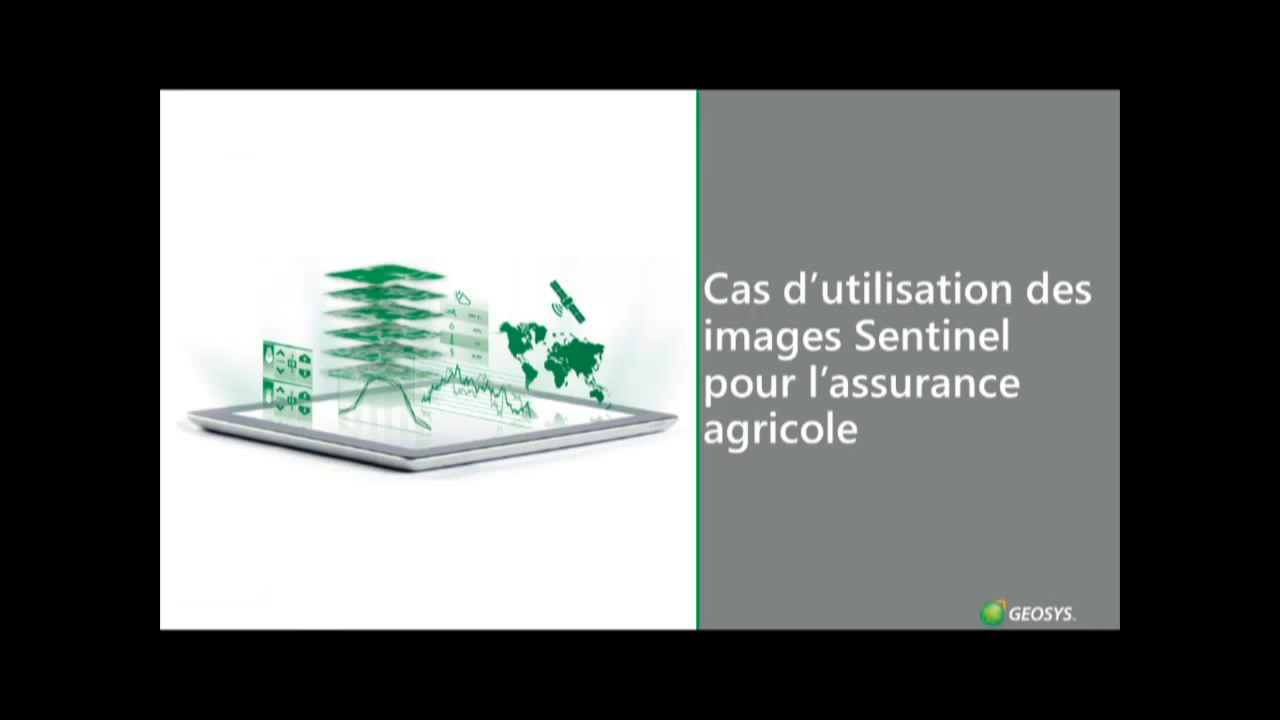 Cas d’utilisation des
images Sentinel
pour l’assurance
agricole
GEOSYS